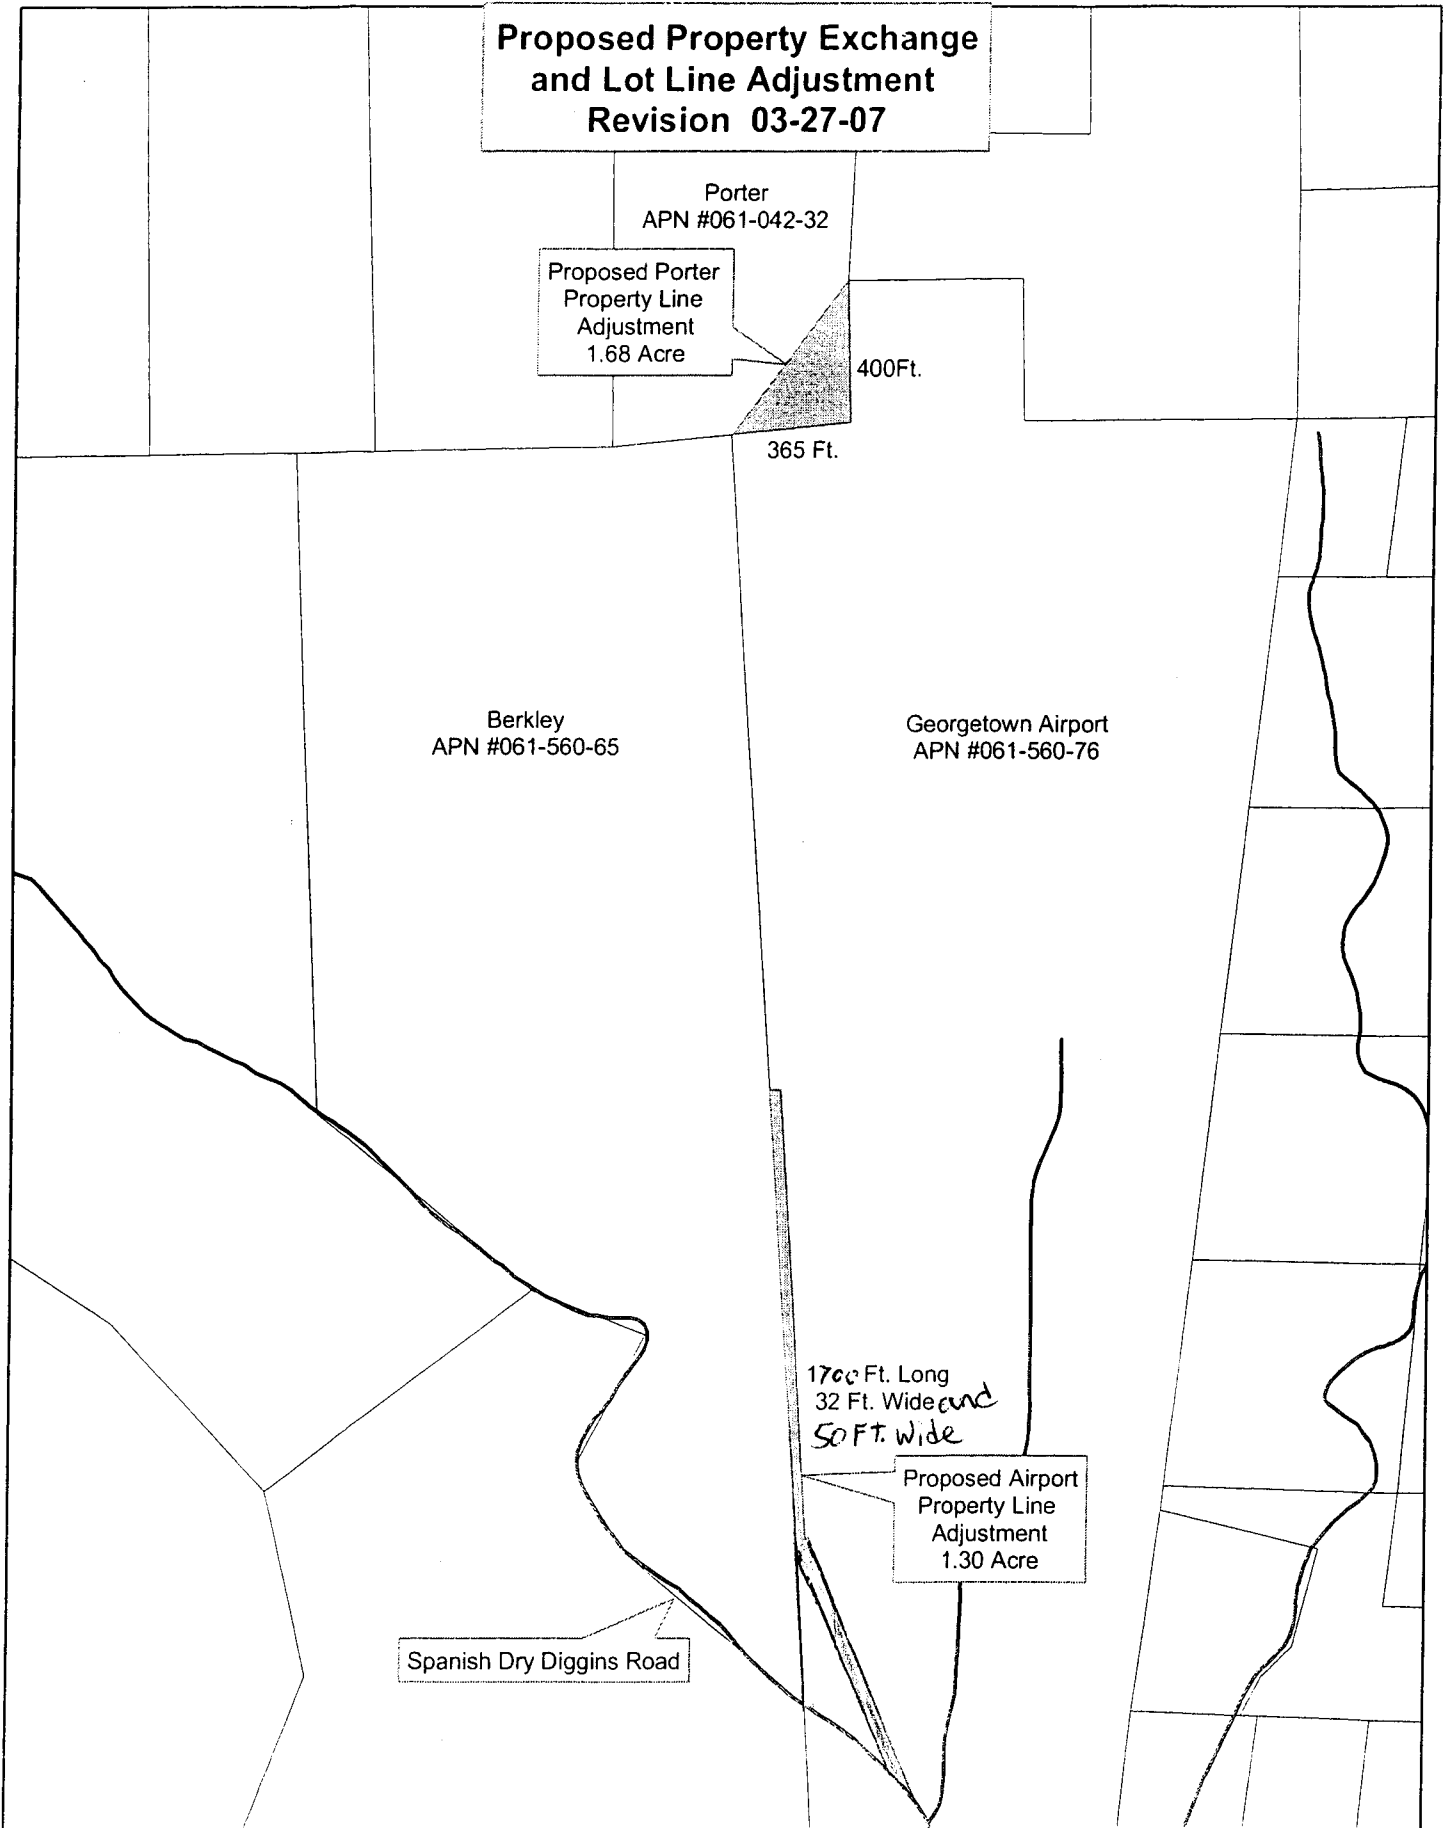 Proposed Property Exchange
and Lot Line Adjustment
Revision 03-27-07
Porter
APN #061-042-32
Proposed Porter
Property Line
Adjustment
1.68 Acre
400Ft.
365 Ft.
Berkley
APN #061-560-65
Georgetown Airport
APN #061-560-76
1700 Ft. Long
32 Ft. Wide and
50 FT. Wide
Proposed Airport
Property Line
Adjustment
1.30 Acre
Spanish Dry Diggins Road